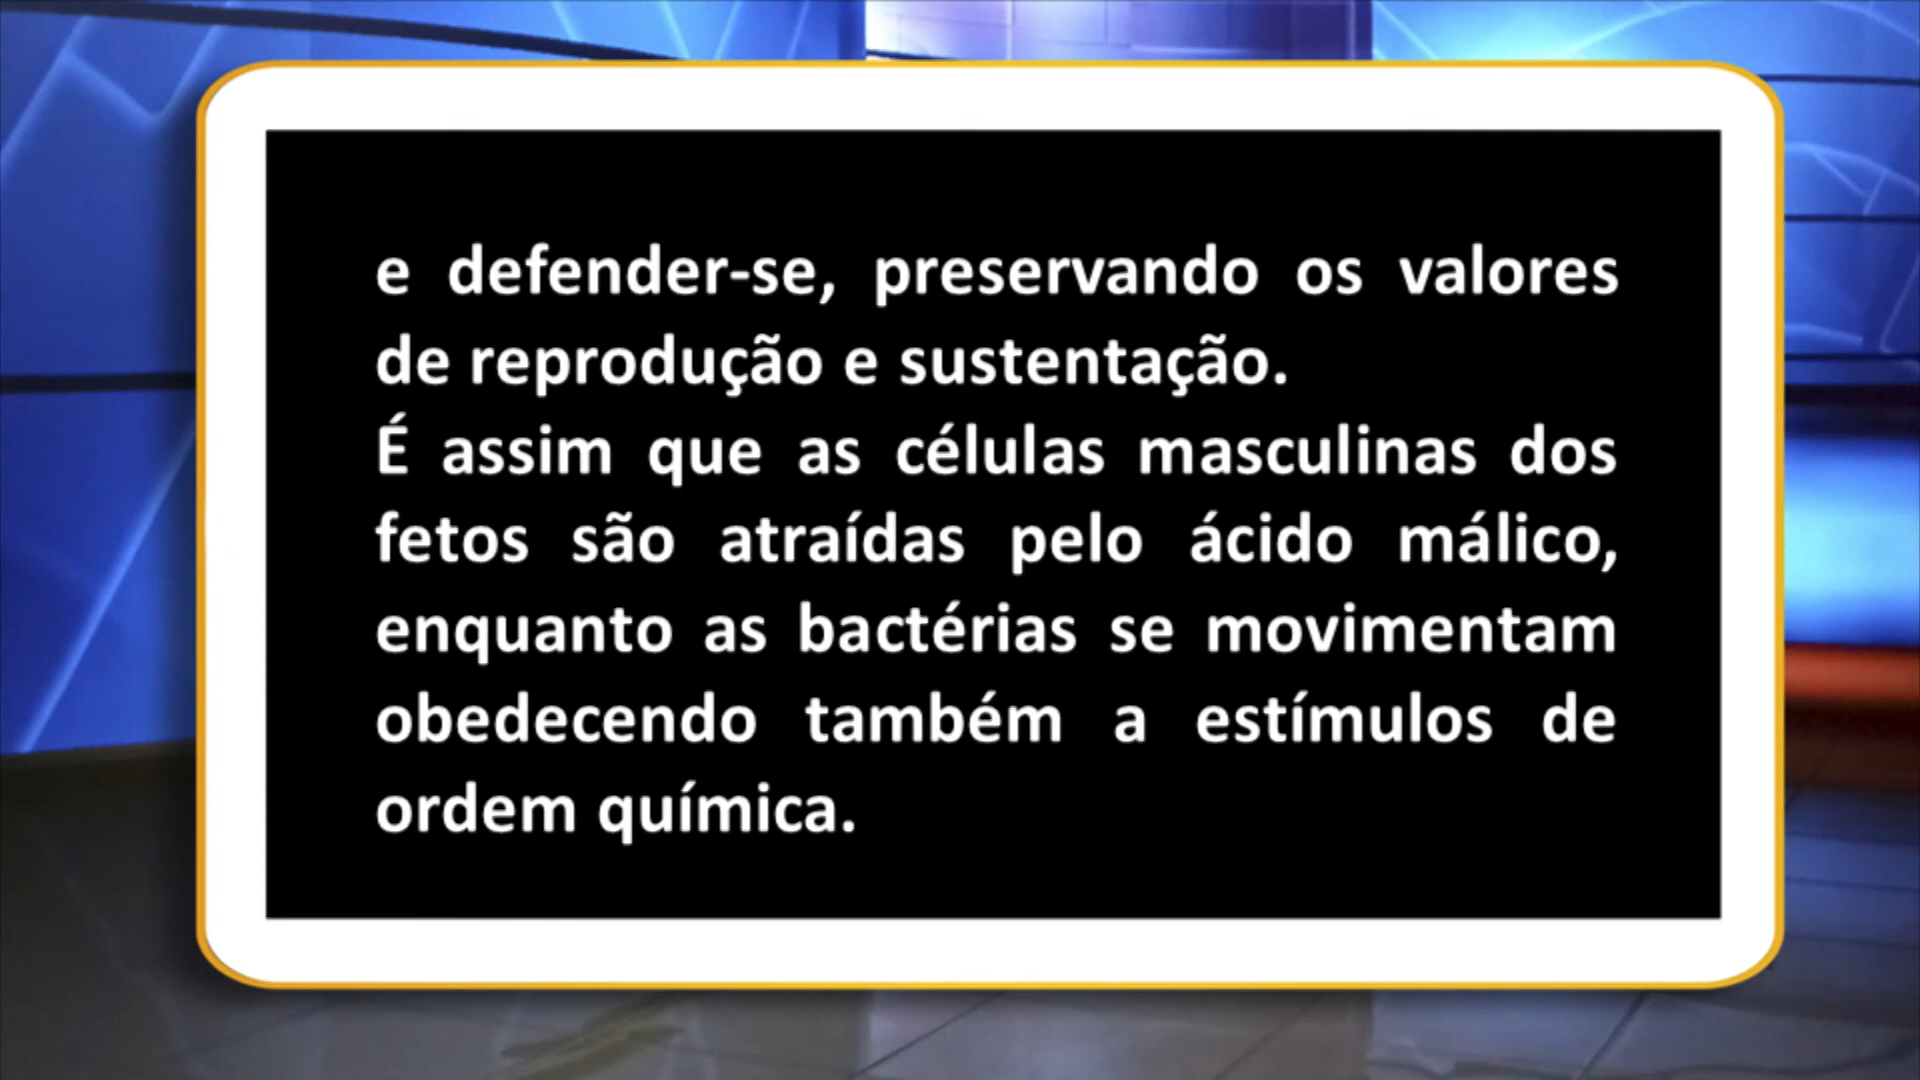 e defender-se, preservando os valores
de reprodução e sustentação.
É assim que as células masculinas dos
fetos são atraídas pelo ácido málico,
enquanto as bactérias se movimentam
obedecendo também a estímulos de
ordem química.